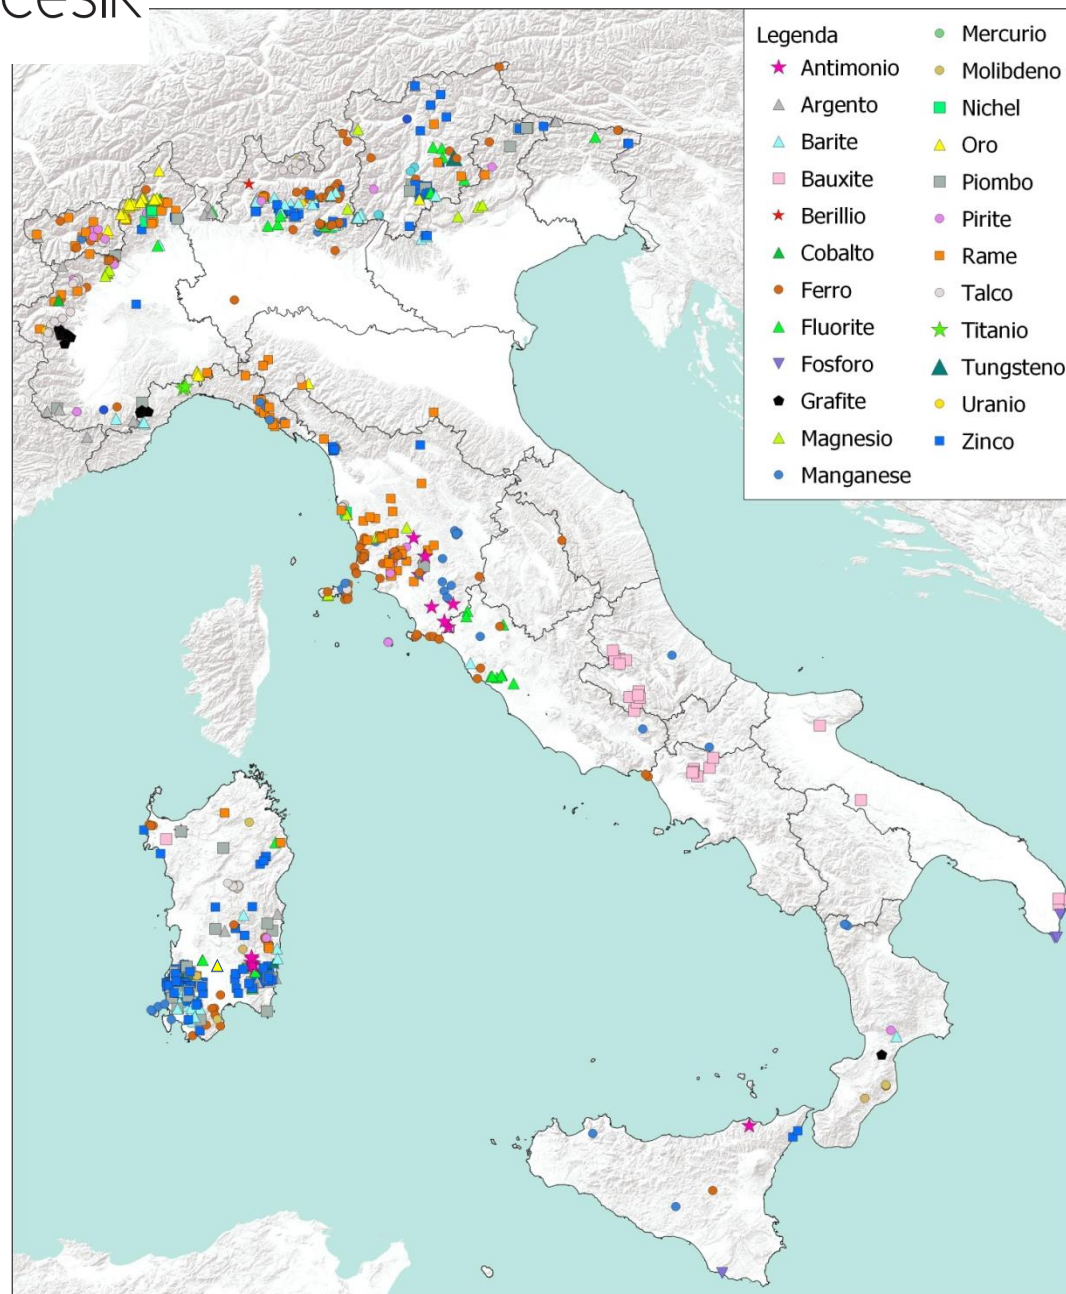 cesifr
Legenda
Antimonio
Argento
Barite
Bauxite
Berillio
Cobalto
Ferro
Fluorite
Fosforo
Grafite
Magnesio
Manganese
Mercurio
Molibdeno
Nichel
Oro
Piombo
Pirite
Rame
Talco
Titanio
Tungsteno
Uranio
Zinco